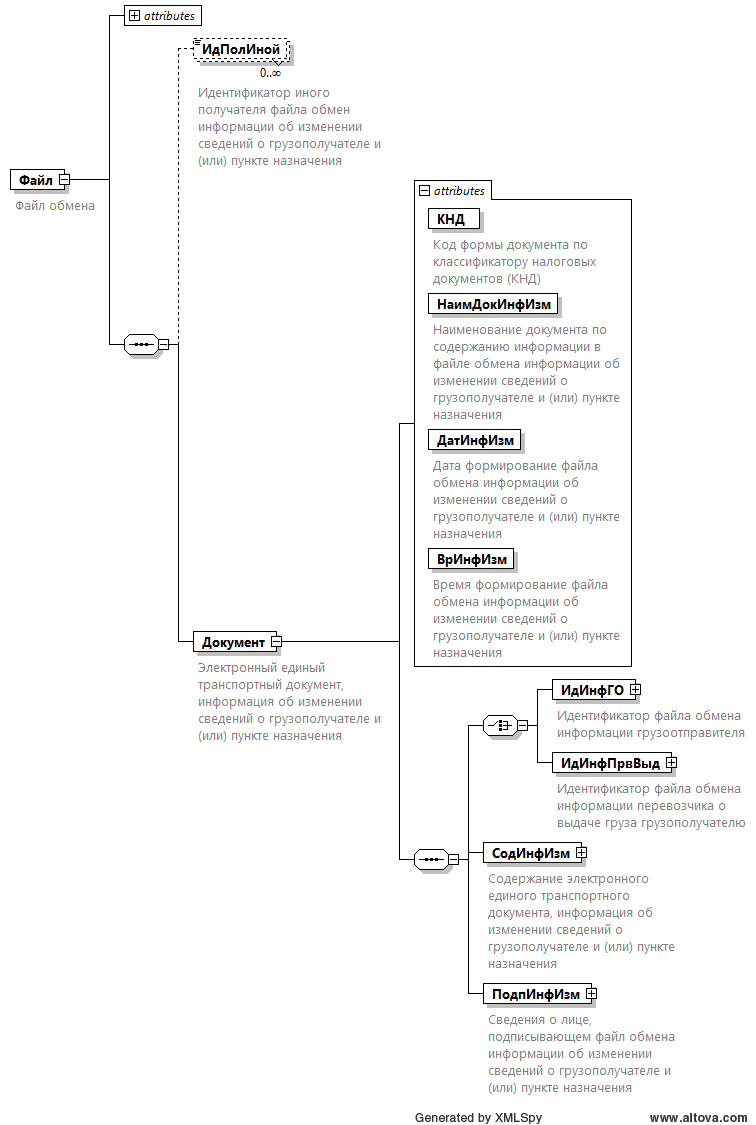 attributes
ИдПолИной
0..∞
Идентификатор иного
получателя файла обмен
информации об изменении
сведений о грузополучателе и
(или) пункте назначения
Файл
Файл обмена
attributes
КНД
Код формы документа по
классификатору налоговых
документов (КНД)
НаимДокИнфИзм
Наименование документа по
содержанию информации в
файле обмена информации об
изменении сведений о
грузополучателе и (или) пункте
назначения
ДатИнфИзм
Дата формирование файла
обмена информации об
изменении сведений о
грузополучателе и (или) пункте
назначения
ВрИнфИзм
Время формирование файла
обмена информации об
изменении сведений о
грузополучателе и (или) пункте
назначения
Документ
Электронный единый
транспортный документ,
информация об изменении
сведений о грузополучателе и
(или) пункте назначения
ИдИнфГО
Идентификатор файла обмена
информации грузоотправителя
ИдИнфПрвВыд
Идентификатор файла обмена
информации перевозчика о
выдаче груза грузополучателю
СодИнфИзм
Содержание электронного
единого транспортного
документа, информация об
изменении сведений о
грузополучателе и (или) пункте
назначения
ПодпИнфИзм
Сведения о лице,
подписывающем файл обмена
информации об изменении
сведений о грузополучателе и
(или) пункте назначения
Generated by XMLSpy
www.altova.com